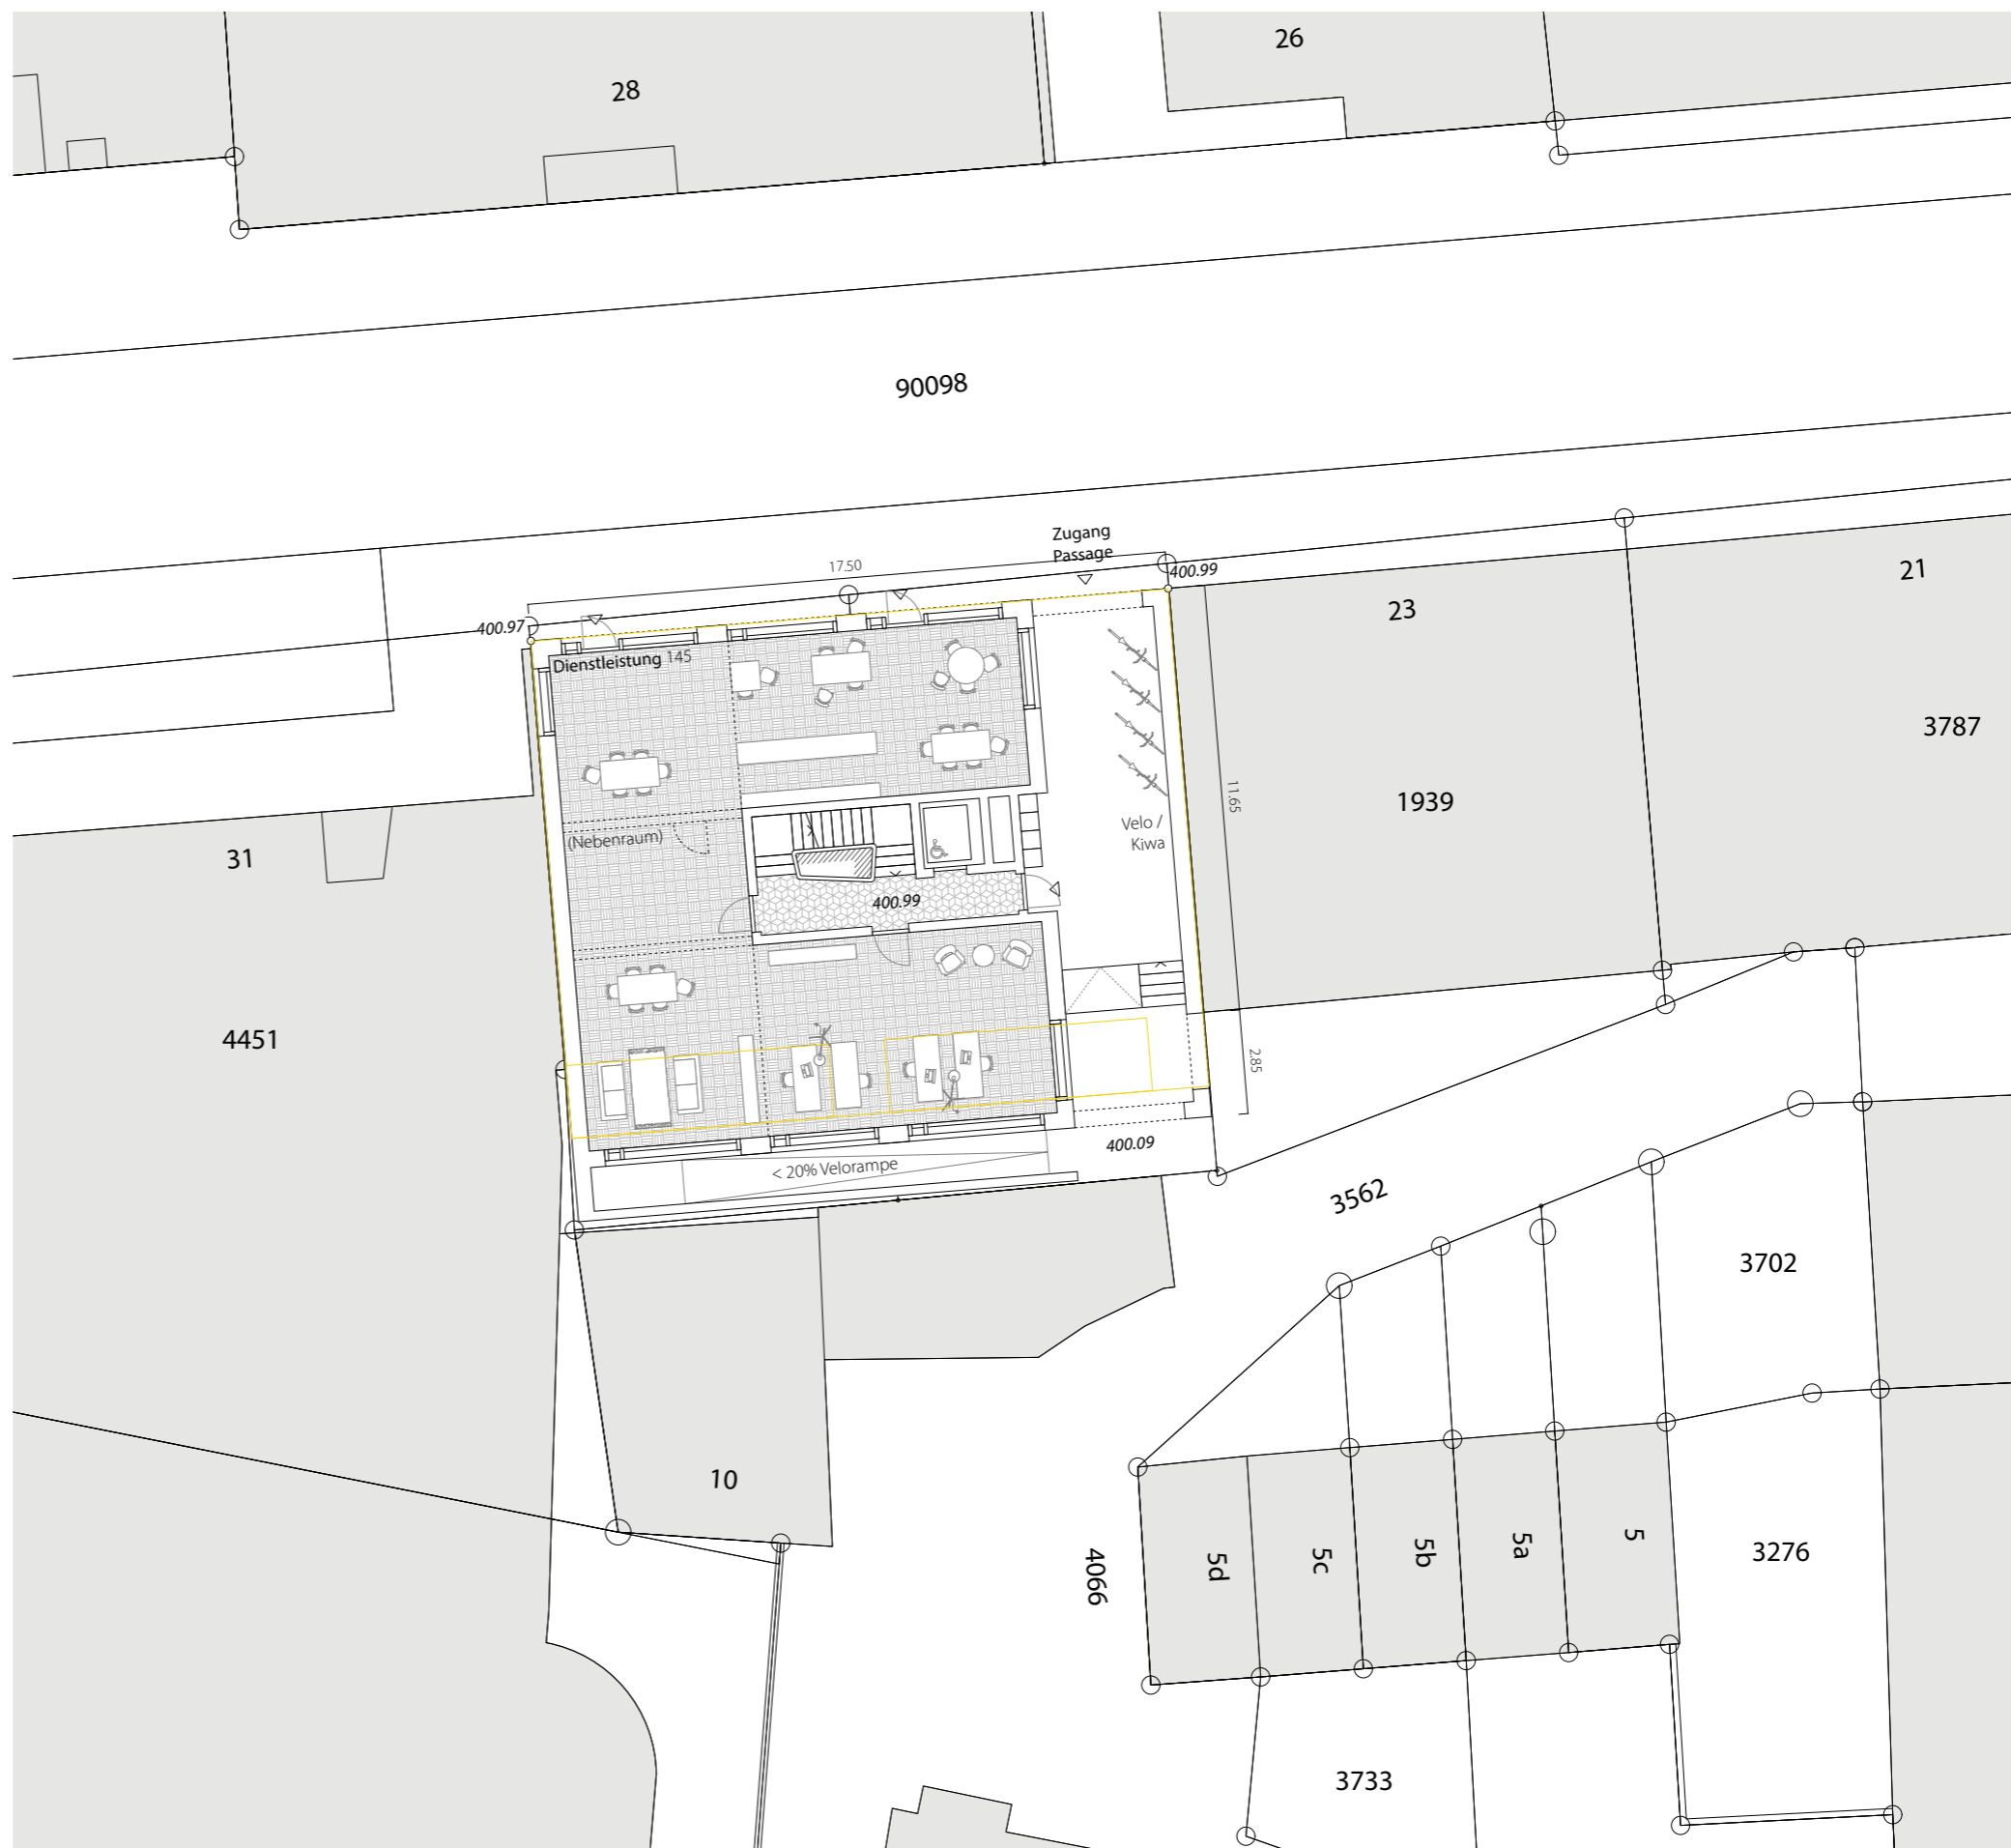 26
28
90098
Zugang
Passage
17.50
400.99
21
23
400.97
Dienstleistung 145
3787
11.65
1939
Velo /
Kiwa
(Nebenraum)
31
400.99
4451
2.85
400.09
< 20% Velorampe
3562
3702
10
5d
5c
5b
5a
5
4066
3276
3733